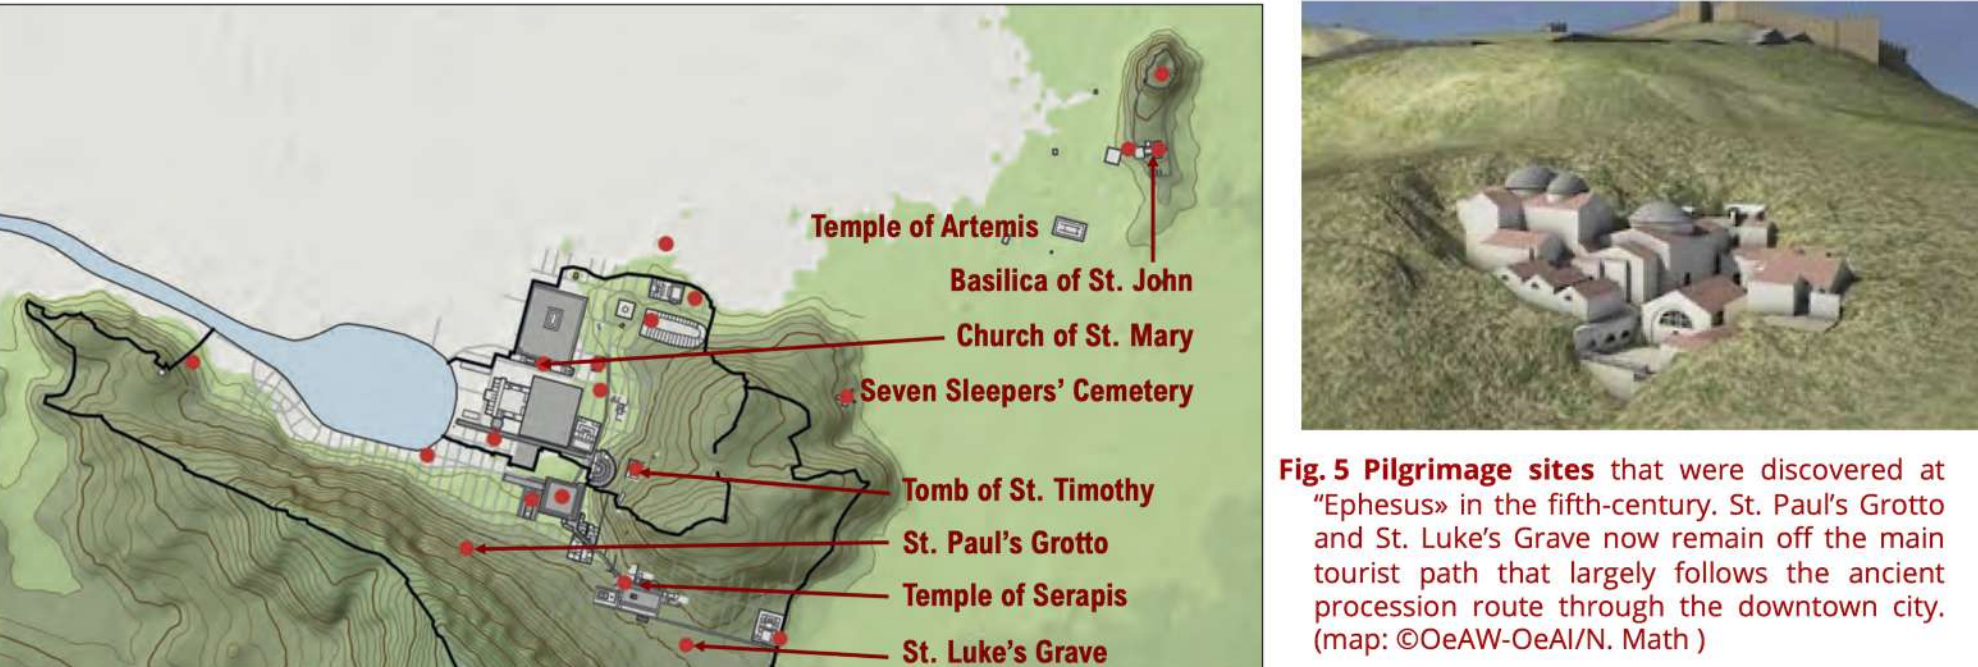 Temple of Artemis
Basilica of St. John
Church of St. Mary
Seven Sleepers’ Cemetery
Tomb of St. Timothy
St. Paul’s Grotto
Temple of Serapis
St. Luke’s Grave
Fig. 5 Pilgrimage sites that were discovered at
“Ephesus» in the fifth-century. St. Paul’s Grotto
and St. Luke’s Grave now remain off the main
tourist path that largely follows the ancient
procession route through the downtown city.
(map: ©OeAW-OeAI/N. Math )